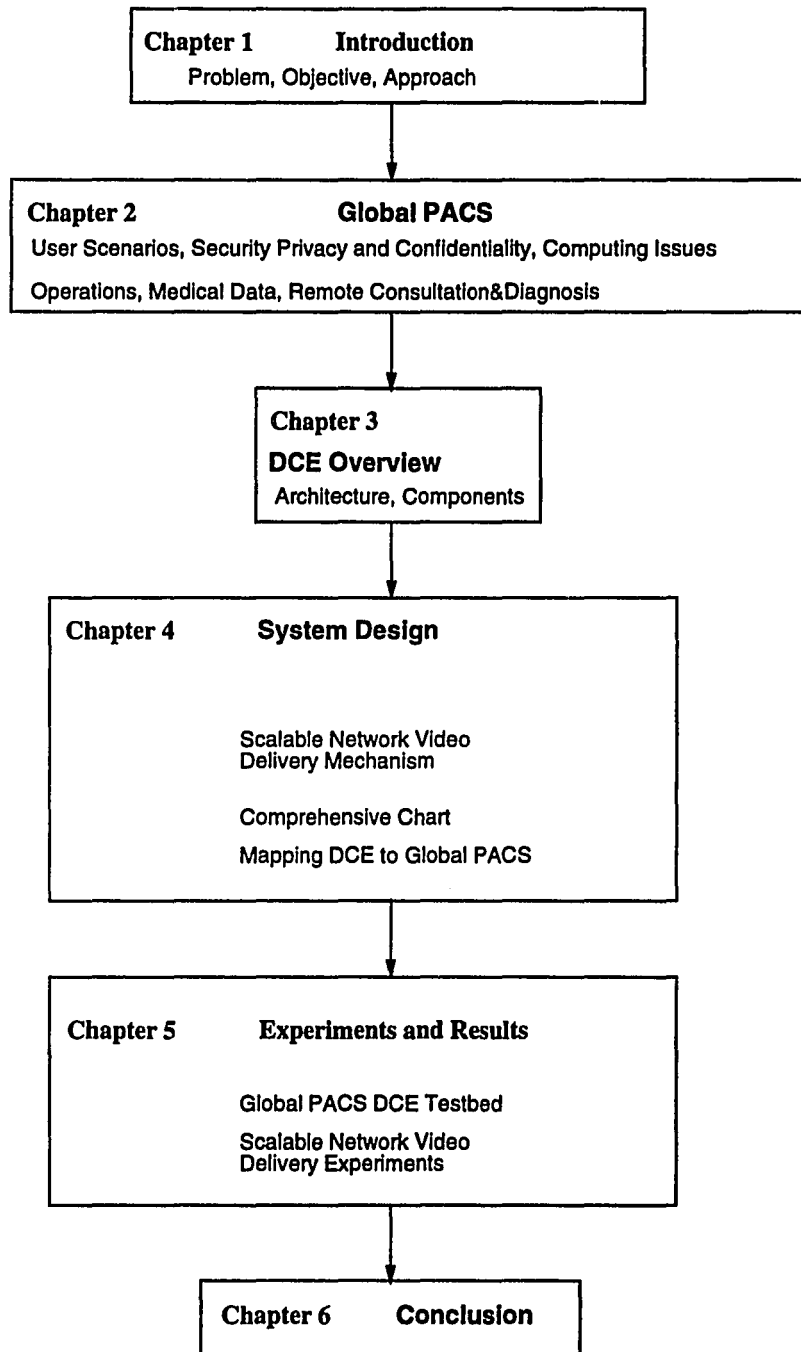 Chapter 1 Introduction
Problem, Objective, Approach
Chapter 2 Global PACS
User Scenarios, Security Privacy and Confidentiality, Computing Issues
Operations, Medical Data, Remote Consultation&Diagnosis
Chapter 3
DCE Overview
Architecture, Components
Chapter 4 System Design
Scalable Network Video
Delivery Mechanism
Comprehensive Chart
Mapping DCE to Global PACS
Chapter 5 Experiments and Results
Global PACS DCE Testbed
Scalable Network Video
Delivery Experiments
Chapter 6 Conclusion